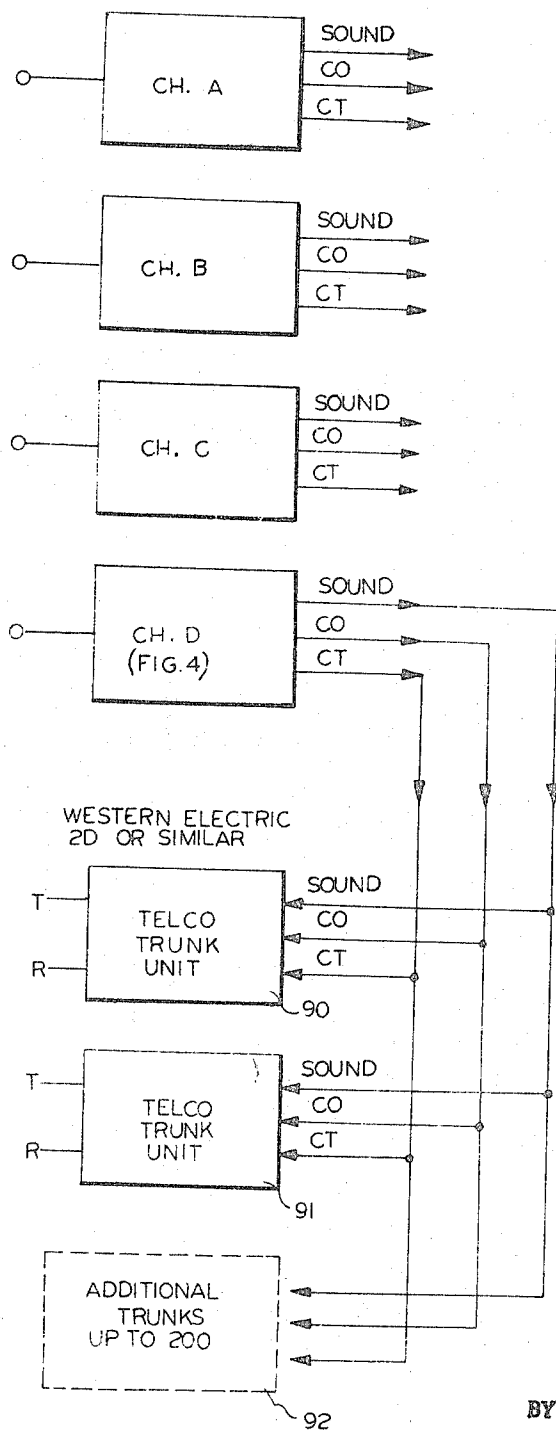 SOUND
CO
CT
CH. A
SOUND
CO
CT
CH. B
SOUND
CO
CT
CH. C
SOUND
CO
CT
CH. D
(FIG.4)
WESTERN ELECTRIC
2D OR SIMILAR
SOUND
CO
CT
T
R
TELCO
TRUNK
UNIT
90
SOUND
CO
CT
T
R
TELCO
TRUNK
UNIT
91
ADDITIONAL
TRUNKS
UP TO 200
92
BY